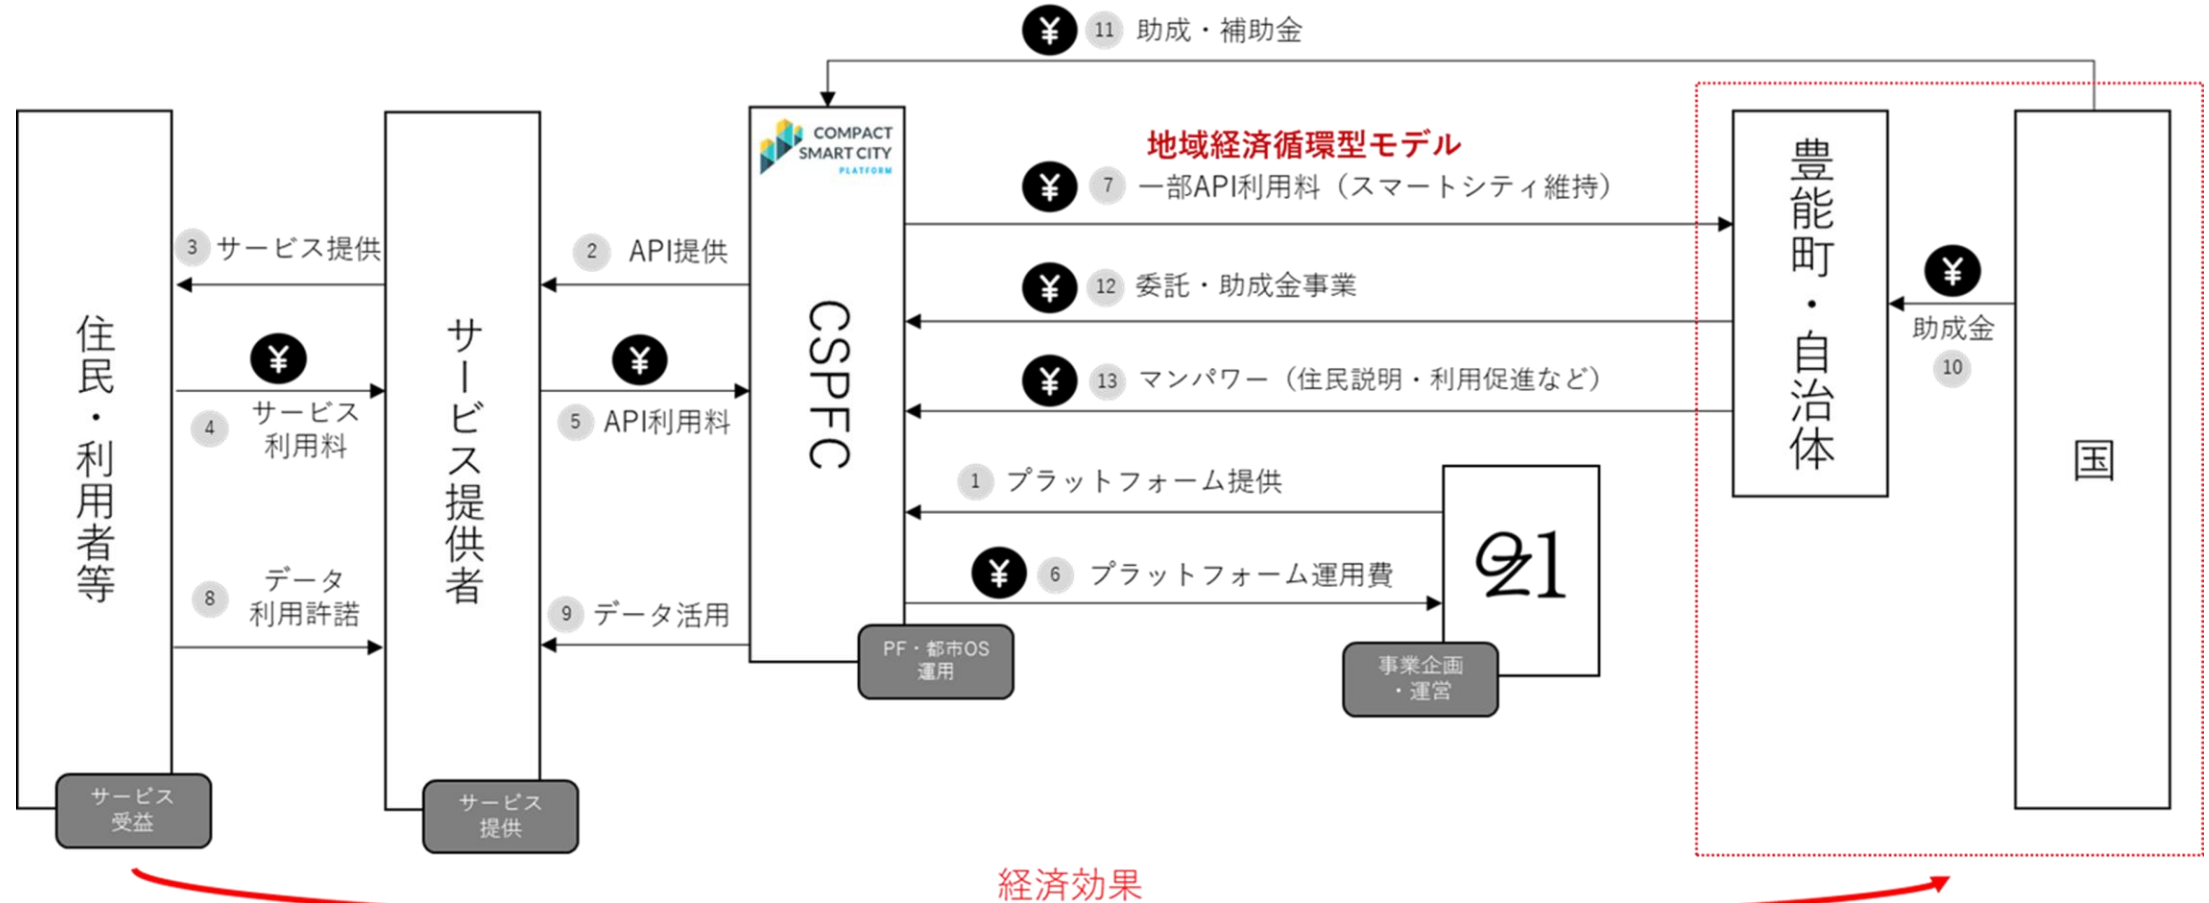 ¥ 11 助成・補助金
COMPACT
SMART CITY
PLATFORM
地域経済循環型モデル
¥ 7 一部API利用料（スマートシティ維持）
3 サービス提供
2 API提供
¥ 12 委託・助成金事業
¥
助成金
10
¥
4 サービス
利用料
¥
5 API利用料
¥ 13 マンパワー（住民説明・利用促進など）
住民・利用者等
サービス提供者
CSPFC
豊能町・自治体
国
1 プラットフォーム提供
21
¥ 6 プラットフォーム運用費
8 データ
利用許諾
9 データ活用
PF・都市OS
運用
事業企画
・運営
サービス
受益
サービス
提供
経済効果